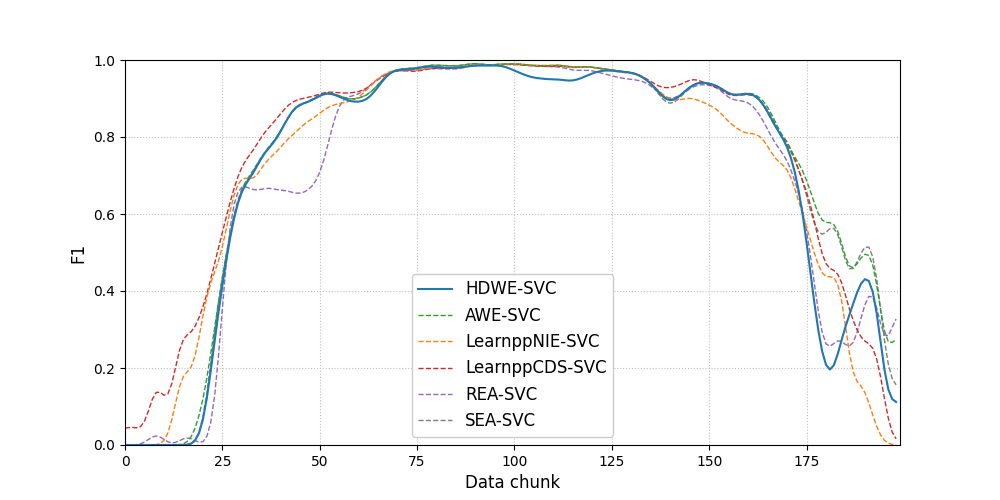 1.0
0.8
0.6
0.4
0.2
0.0
F1
HDWE-SVC
AWE-SVC
LearnppNIE-SVC
LearnppCDS-SVC
REA-SVC
SEA-SVC
0 25 50 75 100 125 150 175
Data chunk